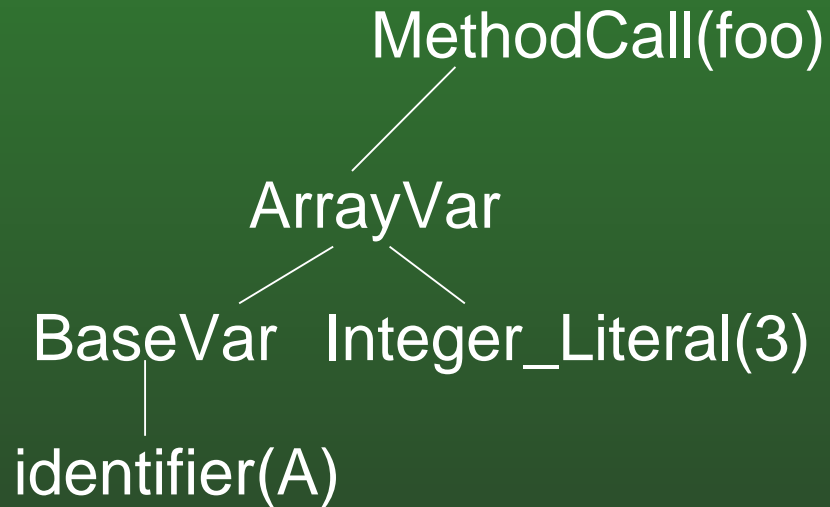 MethodCall(foo)
ArrayVar
BaseVar Integer_Literal(3)
identifier(A)